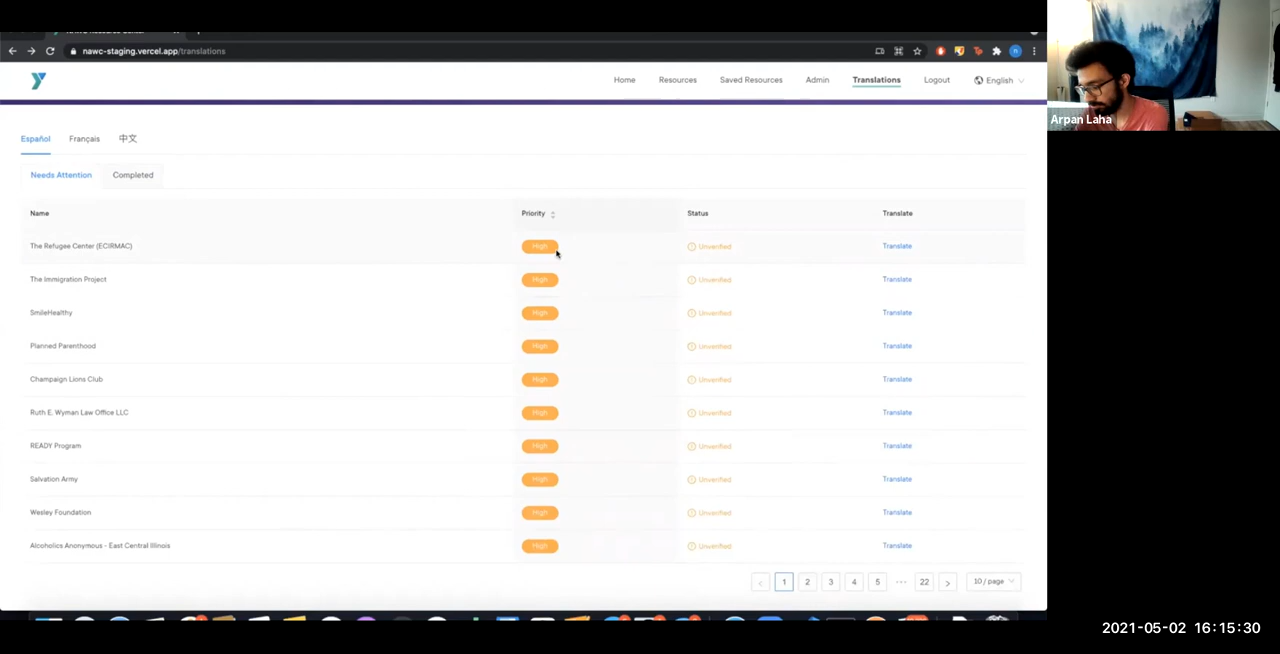 nawc-staging.vercel.app/translations
Home Resources Saved Resources Admin Translations Logout English
Arpan Laha
Español Français 中文
Needs Attention Completed
Name Priority Status Translate
The Refugee Center (ECIRMAC) High Unverified Translate
The Immigration Project High Unverified Translate
SmileHealthy High Unverified Translate
Planned Parenthood High Unverified Translate
Champaign Lions Club High Unverified Translate
Ruth E. Wyman Law Office LLC High Unverified Translate
READY Program High Unverified Translate
Salvation Army High Unverified Translate
Wesley Foundation High Unverified Translate
Alcoholics Anonymous - East Central Illinois High Unverified Translate
< 1 2 3 4 5 ••• 22 > 10 / page
2021-05-02 16:15:30